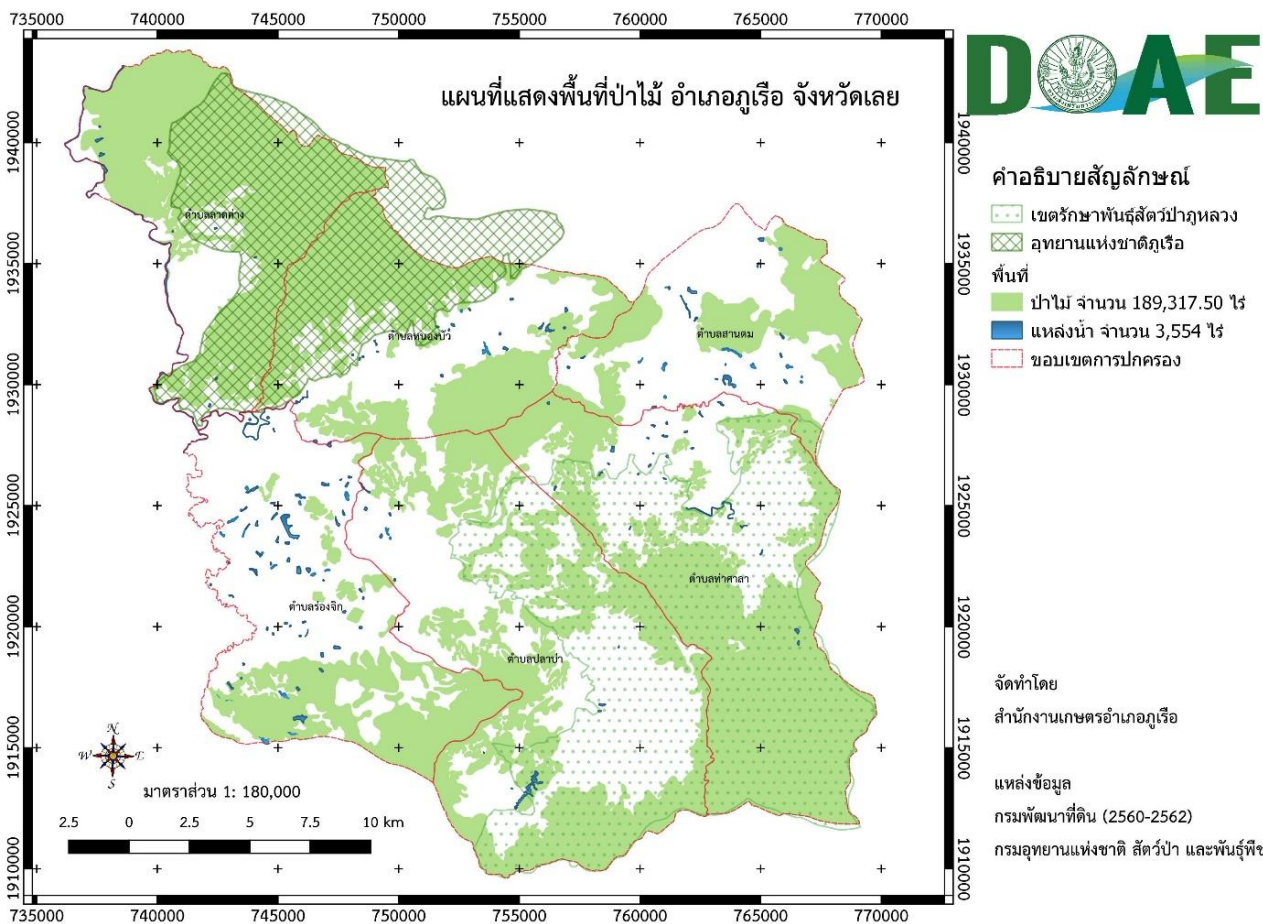 735000 740000 745000 750000 755000 760000 765000 770000
แผนที่แสดงพื้นที่ป่าไม้ อำเภอภูเรือ จังหวัดเลย
DOAE
คำอธิบายสัญลักษณ์
เขตรักษาพันธุ์สัตว์ป่าภูหลวง
อุทยานแห่งชาติภูเรือ
พื้นที่
ป่าไม้ จำนวน 189,317.50 ไร่
แหล่งน้ำ จำนวน 3,554 ไร่
ขอบเขตการปกครอง
1940000 1940000
1935000 1935000
1930000 1930000
1925000 1925000
1920000 1920000
1915000 1915000
1910000 1910000
ตำบลลาดค่าง
ตำบลหนองบัว
ตำบลสานตม
ตำบลท่าศาลา
ตำบลร่องจิก
ตำบลปลาบ่า
N
W E
S
มาตราส่วน 1: 180,000
2.5 0 2.5 5 7.5 10 km
จัดทำโดย
สำนักงานเกษตรอำเภอภูเรือ
แหล่งข้อมูล
กรมพัฒนาที่ดิน (2560-2562)
กรมอุทยานแห่งชาติ สัตว์ป่า และพันธุ์พืช
735000 740000 745000 750000 755000 760000 765000 770000